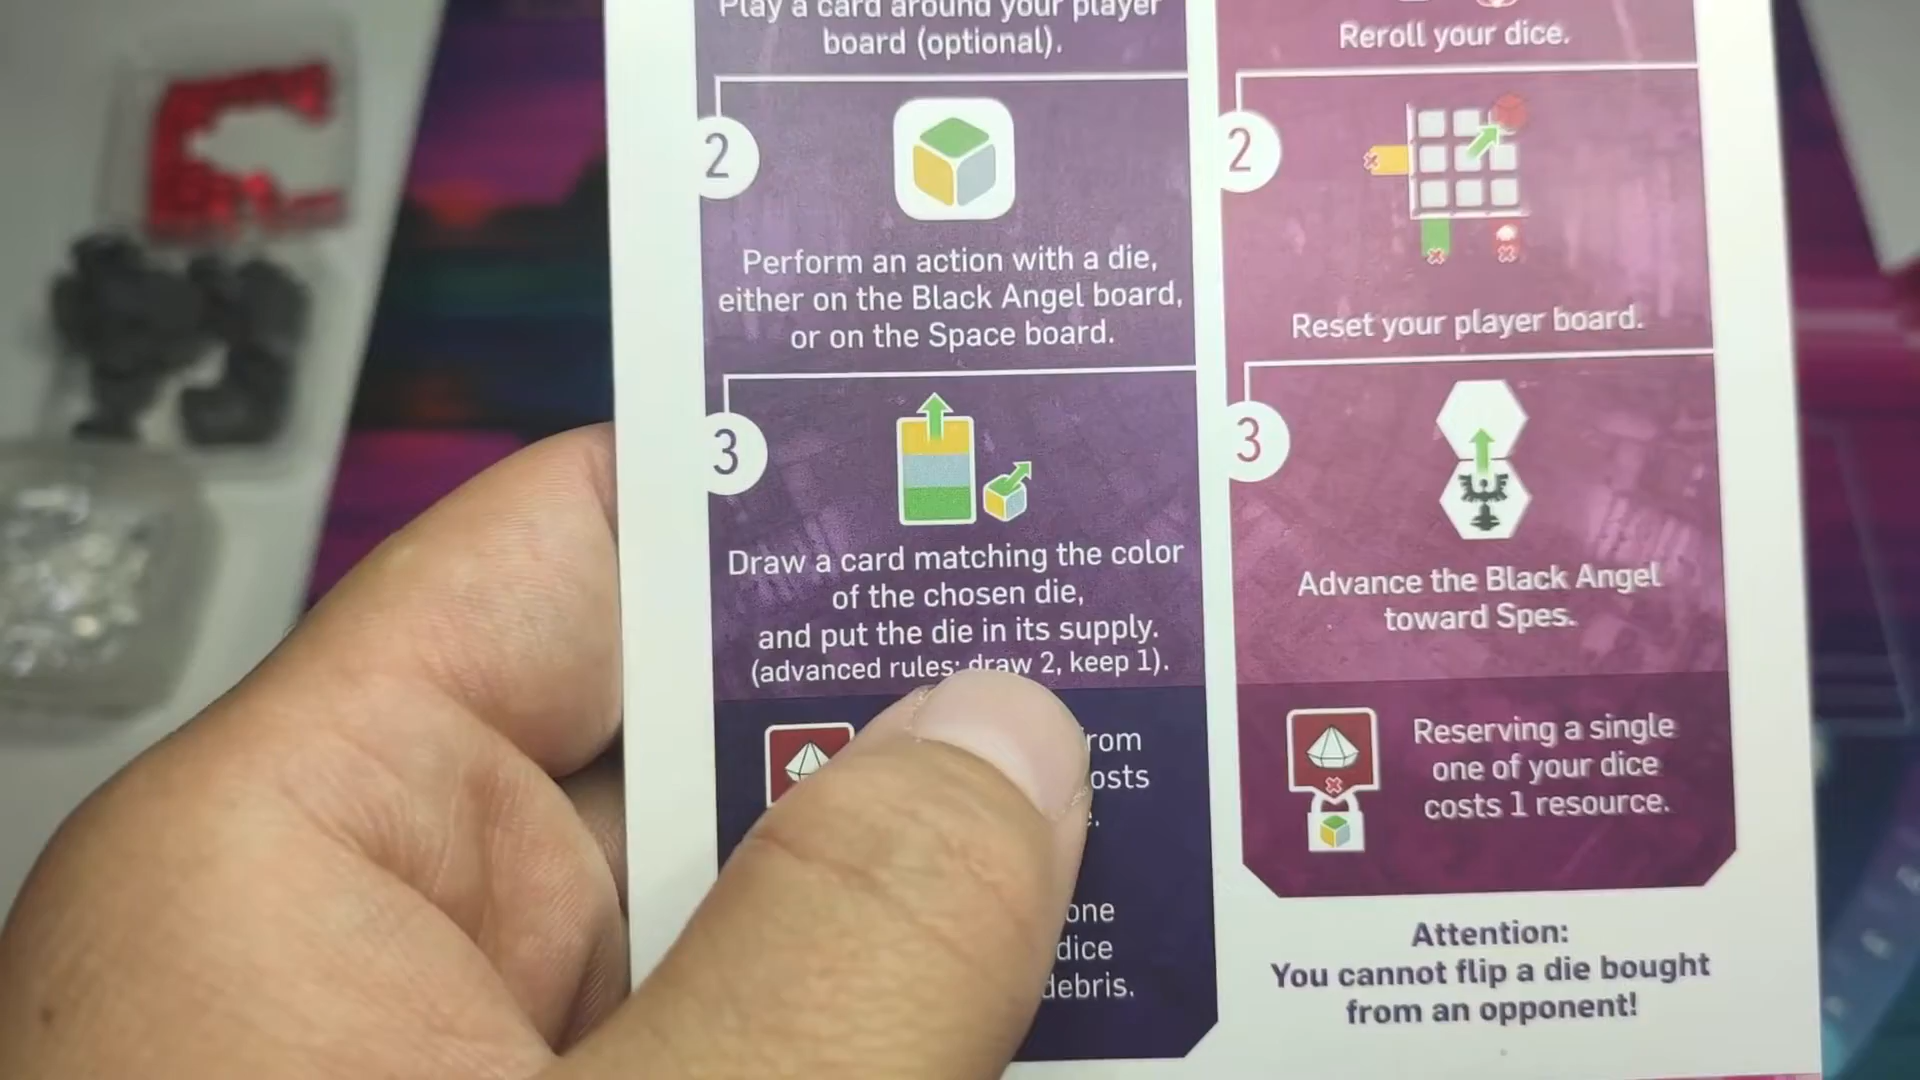 Play a card around your player
board (optional).
2
Perform an action with a die,
either on the Black Angel board,
or on the Space board.
3
Draw a card matching the color
of the chosen die,
and put the die in its supply.
(advanced rules: draw 2, keep 1).
one
dice
debris.
Reroll your dice.
2
Reset your player board.
3
Advance the Black Angel
toward Spes.
Reserving a single
one of your dice
costs 1 resource.
Attention:
You cannot flip a die bought
from an opponent!